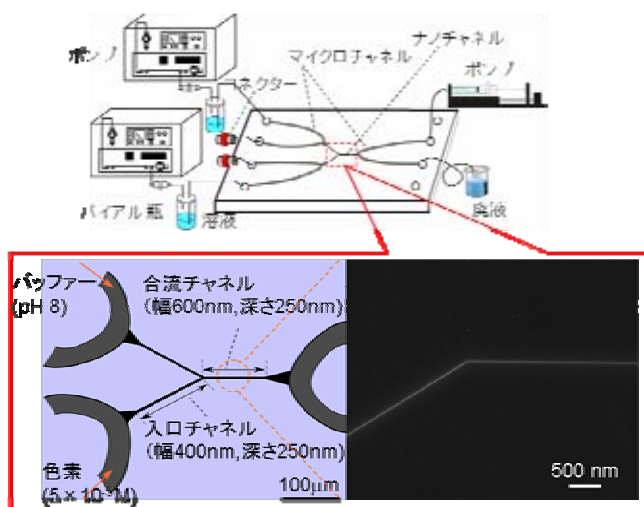 ポンプ
ナノチャネル
マイクロチャネル
ポンプ
ネクター
バイアル瓶
溶液
廃液
バッファー
(pH 8)
合流チャネル
(幅600nm,深さ250nm)
入口チャネル
(幅400nm,深さ250nm)
色素
100μm
500 nm